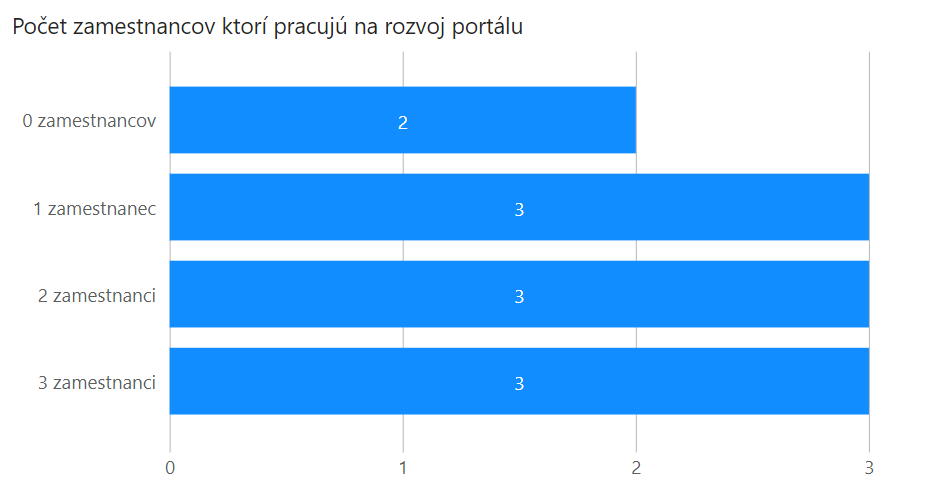 Počet zamestnancov ktorí pracujú na rozvoj portálu
0 zamestnancov
2
1 zamestnanec
3
2 zamestnanci
3
3 zamestnanci
3
0 1 2 3